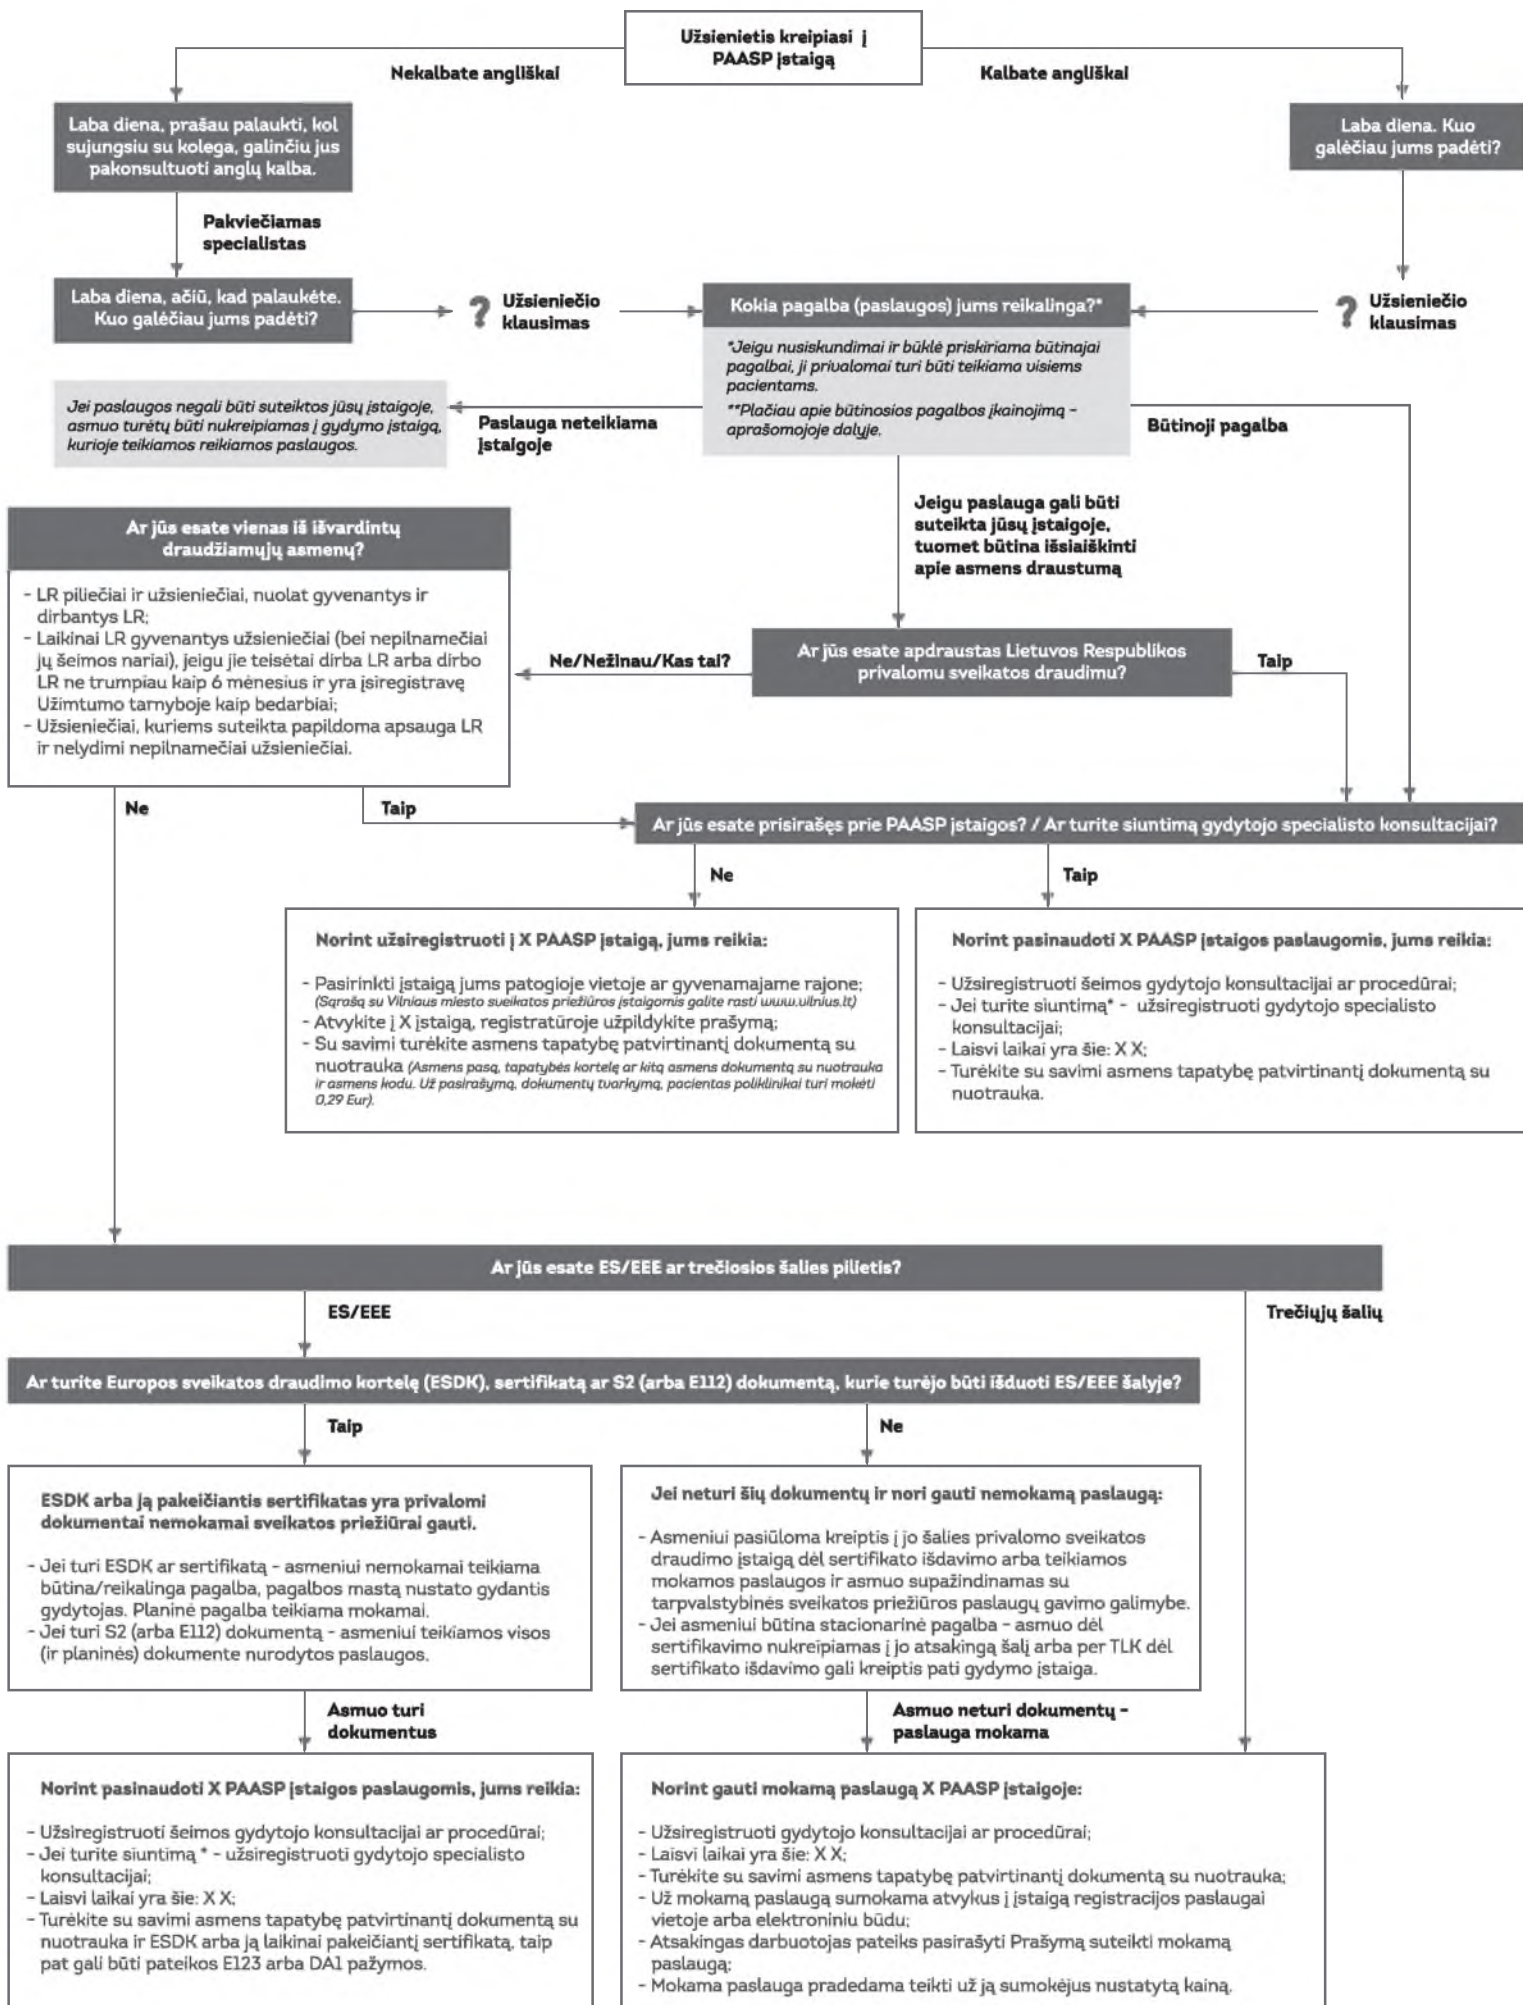 Užsienietis kreipiasi į
PAASP įstaigą
Nekalbate angliškai
Kalbate angliškai
Laba diena, prašau palaukti, kol
sujungsiu su kolega, galinčiu jus
pakonsultuoti anglų kalba.
Laba diena. Kuo
galėčiau jums padėti?
Pakviečiamas
specialistas
Laba diena, ačiū, kad palaukėte.
Kuo galėčiau jums padėti?
? Užsieniečio
klausimas
Kokia pagalba (paslaugos) jums reikalinga?*
? Užsieniečio
klausimas
*Jeigu nusiskundimai ir būklė priskiriama būtinajai
pagalbai, ji privalomai turi būti teikiama visiems
pacientams.
**Plačiau apie būtinosios pagalbos įkainojimą –
aprašomojoje dalyje.
Jei paslaugos negali būti suteiktos jūsų įstaigoje,
asmuo turėtų būti nukreipiamas į gydymo įstaigą,
kurioje teikiamos reikiamos paslaugos.
Paslauga neteikiama
įstaigoje
Būtinoji pagalba
Jeigu paslauga gali būti
suteikta jūsų įstaigoje,
tuomet būtina išsiaiškinti
apie asmens draustumą
Ar jūs esate vienas iš išvardintų
draudžiamųjų asmenų?
- LR piliečiai ir užsieniečiai, nuolat gyvenantys ir
dirbantys LR;
- Laikinai LR gyvenantys užsieniečiai (bei nepilnamečiai
jų šeimos nariai), jeigu jie teisėtai dirba LR arba dirbo
LR ne trumpiau kaip 6 mėnesius ir yra įsiregistravę
Užimtumo tarnyboje kaip bedarbiai;
- Užsieniečiai, kuriems suteikta papildoma apsauga LR
ir nelydimi nepilnamečiai užsieniečiai.
Ne/Nežinau/Kas tai?
Ar jūs esate apdraustas Lietuvos Respublikos
privalomu sveikatos draudimu?
Taip
Ne
Taip
Ar jūs esate prisirašęs prie PAASP įstaigos? / Ar turite siuntimą gydytojo specialisto konsultacijai?
Ne
Taip
Norint užsiregistruoti į X PAASP įstaigą, jums reikia:
- Pasirinkti įstaigą jums patogioje vietoje ar gyvenamajame rajone;
(Sąrašą su Vilniaus miesto sveikatos priežiūros įstaigomis galite rasti www.vilnius.lt)
- Atvykite į X įstaigą, registratūroje užpildykite prašymą;
- Su savimi turėkite asmens tapatybę patvirtinantį dokumentą su
nuotrauka (Asmens pasą, tapatybės kortelę ar kitą asmens dokumentą su nuotrauka
ir asmens kodu. Už pasirašymą, dokumentų tvarkymą, pacientas poliklinikai turi mokėti
0,29 Eur).
Norint pasinaudoti X PAASP įstaigos paslaugomis, jums reikia:
- Užsiregistruoti šeimos gydytojo konsultacijai ar procedūrai;
- Jei turite siuntimą* - užsiregistruoti gydytojo specialisto
konsultacijai;
- Laisvi laikai yra šie: X X;
- Turėkite su savimi asmens tapatybę patvirtinantį dokumentą su
nuotrauka.
Ar jūs esate ES/EEE ar trečiosios šalies pilietis?
ES/EEE
Trečiųjų šalių
Ar turite Europos sveikatos draudimo kortelę (ESDK), sertifikatą ar S2 (arba E112) dokumentą, kurie turėjo būti išduoti ES/EEE šalyje?
Taip
Ne
ESDK arba ją pakeičiantis sertifikatas yra privalomi
dokumentai nemokamai sveikatos priežiūrai gauti.
- Jei turi ESDK ar sertifikatą – asmeniui nemokamai teikiama
būtina/reikalinga pagalba, pagalbos mastą nustato gydantis
gydytojas. Planinė pagalba teikiama mokamai.
- Jei turi S2 (arba E112) dokumentą – asmeniui teikiamos visos
(ir planinės) dokumente nurodytos paslaugos.
Jei neturi šių dokumentų ir nori gauti nemokamą paslaugą:
- Asmeniui pasiūloma kreiptis į jo šalies privalomo sveikatos
draudimo įstaigą dėl sertifikato išdavimo arba teikiamos
mokamos paslaugos ir asmuo supažindinamas su
tarpvalstybinės sveikatos priežiūros paslaugų gavimo galimybe.
- Jei asmeniui būtina stacionarinė pagalba – asmuo dėl
sertifikavimo nukreipiamas į jo atsakingą šalį arba per TLK dėl
sertifikato išdavimo gali kreiptis pati gydymo įstaiga.
Asmuo turi
dokumentus
Asmuo neturi dokumentų –
paslauga mokama
Norint pasinaudoti X PAASP įstaigos paslaugomis, jums reikia:
- Užsiregistruoti šeimos gydytojo konsultacijai ar procedūrai;
- Jei turite siuntimą * - užsiregistruoti gydytojo specialisto
konsultacijai;
- Laisvi laikai yra šie: X X;
- Turėkite su savimi asmens tapatybę patvirtinantį dokumentą su
nuotrauka ir ESDK arba ją laikinai pakeičiantį sertifikatą, taip
pat gali būti pateikos E123 arba DA1 pažymos.
Norint gauti mokamą paslaugą X PAASP įstaigoje:
- Užsiregistruoti gydytojo konsultacijai ar procedūrai;
- Laisvi laikai yra šie: X X;
- Turėkite su savimi asmens tapatybę patvirtinantį dokumentą su nuotrauka;
- Už mokamą paslaugą sumokama atvykus į įstaigą registracijos paslaugai
vietoje arba elektroniniu būdu;
- Atsakingas darbuotojas pateiks pasirašyti Prašymą suteikti mokamą
paslaugą;
- Mokama paslauga pradedama teikti už ją sumokėjus nustatytą kainą.